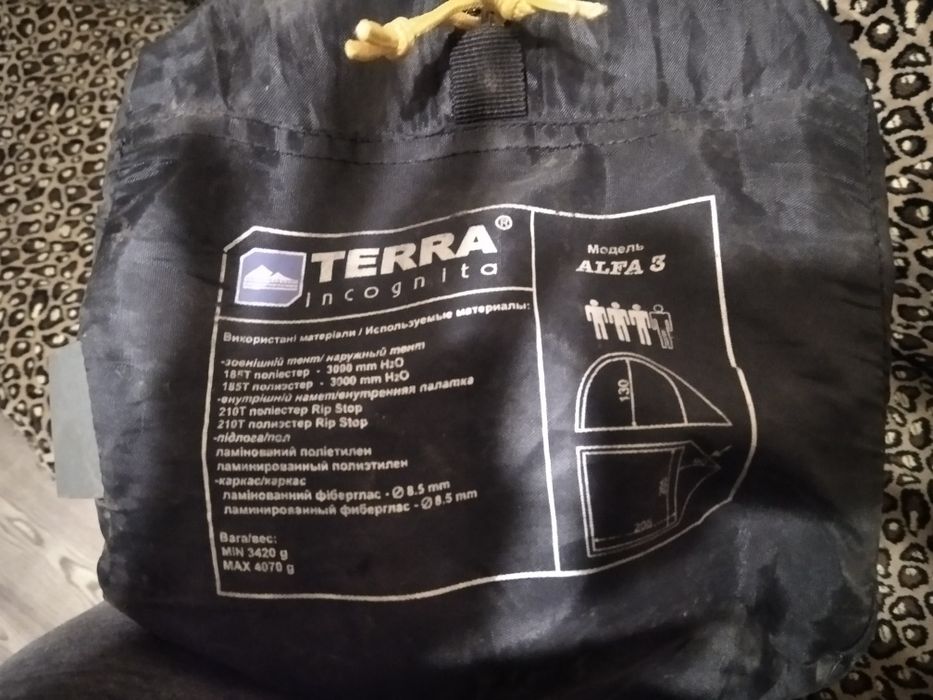 TERRA®
incognita
Використані матеріали / Используемые материалы:
-зовнішній тент/ наружный тент
185T поліестер - 3000 mm H2O
185T полиэстер - 3000 mm H2O
-внутрішній намет/внутренняя палатка
210T поліестер Rip Stop
210T полиэстер Rip Stop
-підлога/пол
ламінований поліетилен
ламинированный полиэтилен
-каркас/каркас
ламінованний фіберглас - Ø 8.5 mm
ламинированный фиберглас - Ø 8.5 mm
Вага/вес:
MIN 3420 g
MAX 4070 g
Модель
ALFA 3
130
205